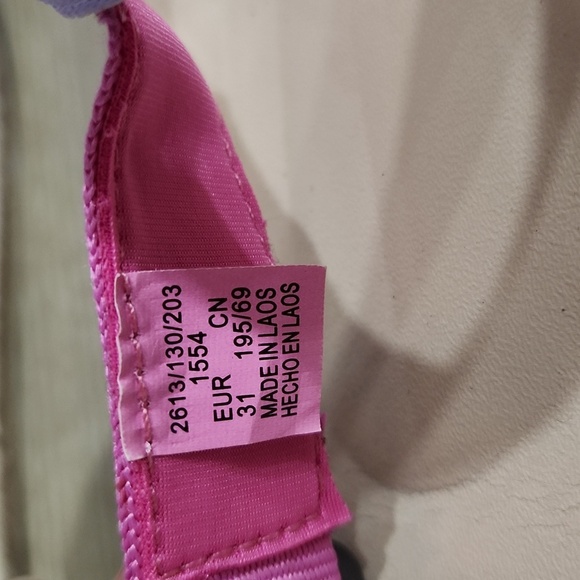 2613/130/203
1554
EUR CN
31 195/69
MADE IN LAOS
HECHO EN LAOS